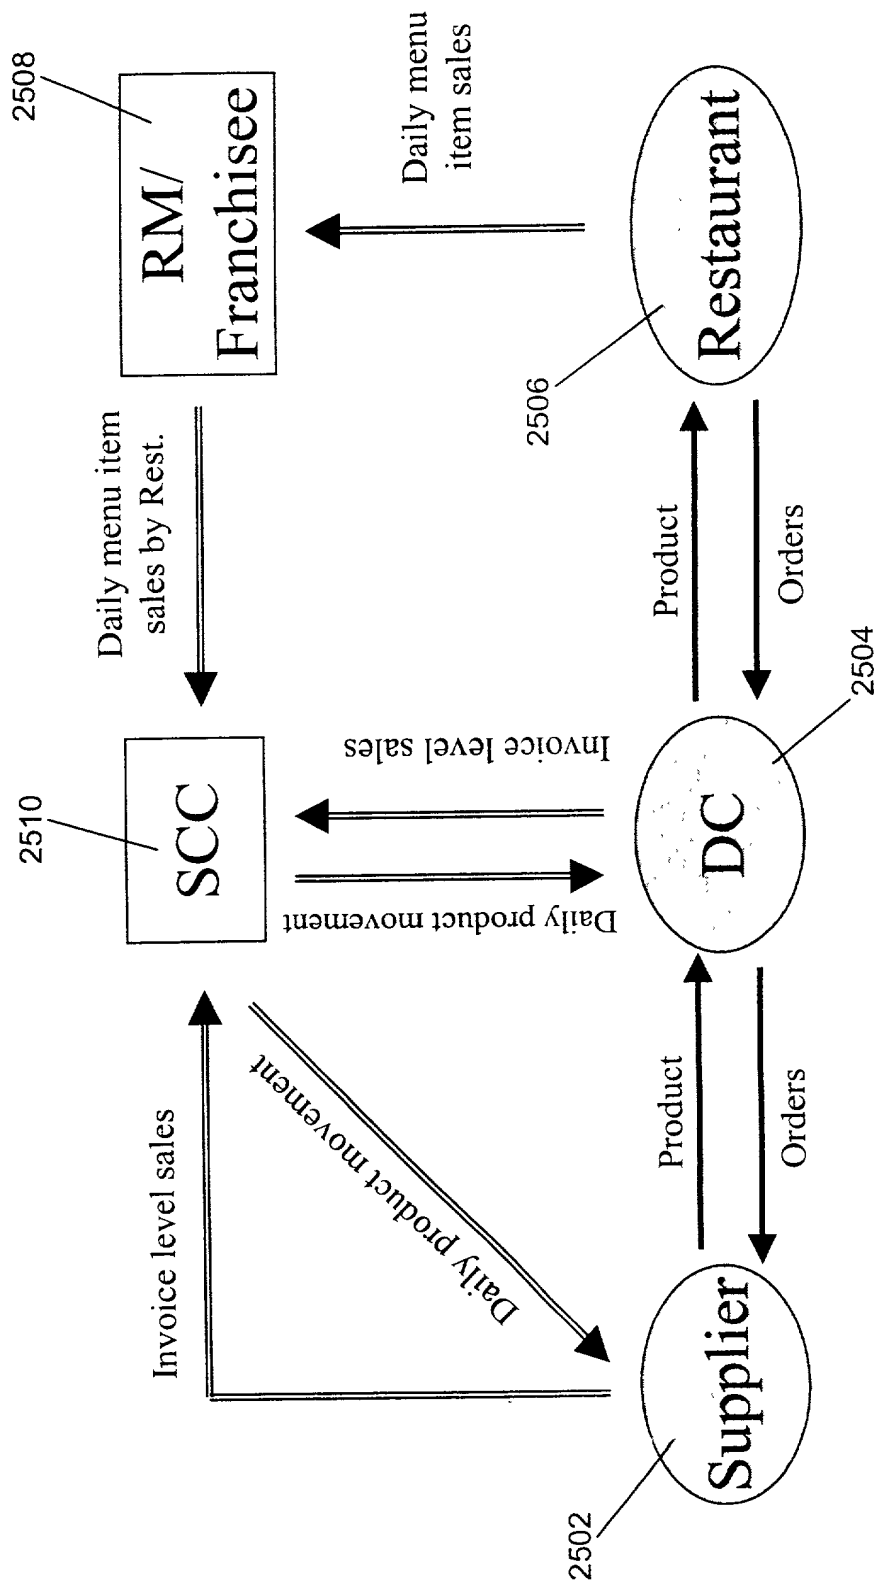 2510
SCC
Daily menu item
sales by Rest.
2508
RM/
Franchisee
Invoice level sales
Daily product movement
Daily product movement
Invoice level sales
Daily menu
item sales
2502
Supplier
Product
Orders
DC
2504
Product
Orders
2506
Restaurant